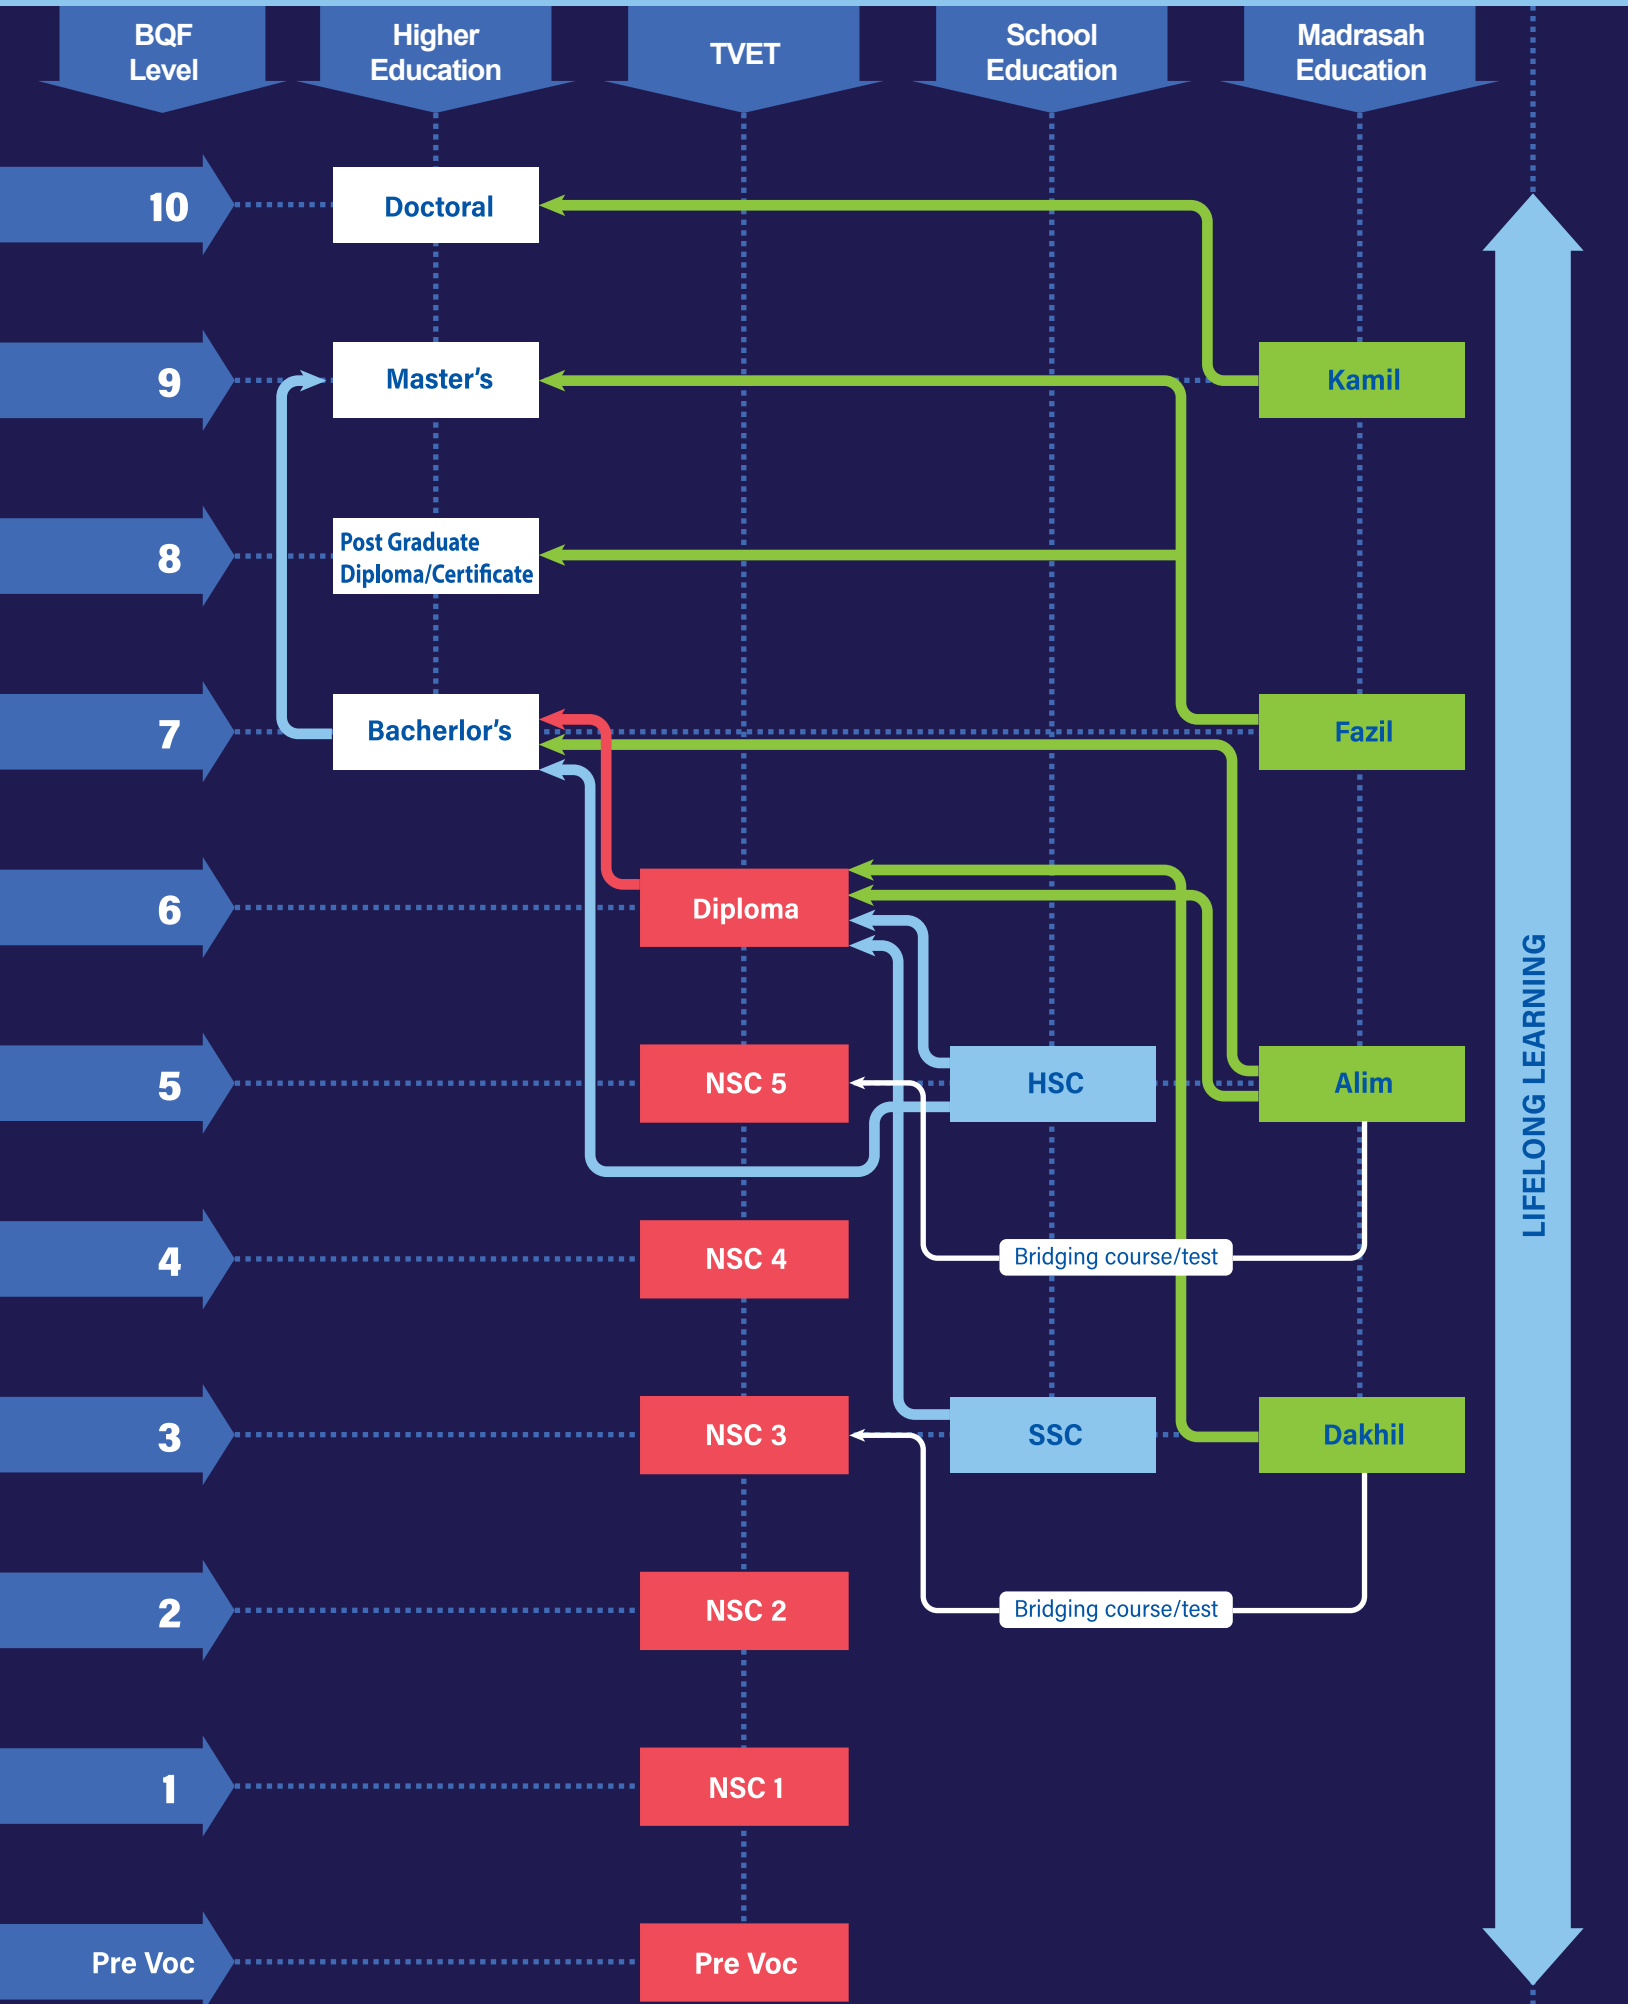 BQF
Level
Higher
Education
TVET
School
Education
Madrasah
Education
10
Doctoral
9
Master's
Kamil
8
Post Graduate
Diploma/Certificate
7
Bacherlor's
Fazil
6
Diploma
5
NSC 5
HSC
Alim
4
NSC 4
Bridging course/test
3
NSC 3
SSC
Dakhil
2
NSC 2
Bridging course/test
1
NSC 1
Pre Voc
Pre Voc
LIFELONG LEARNING